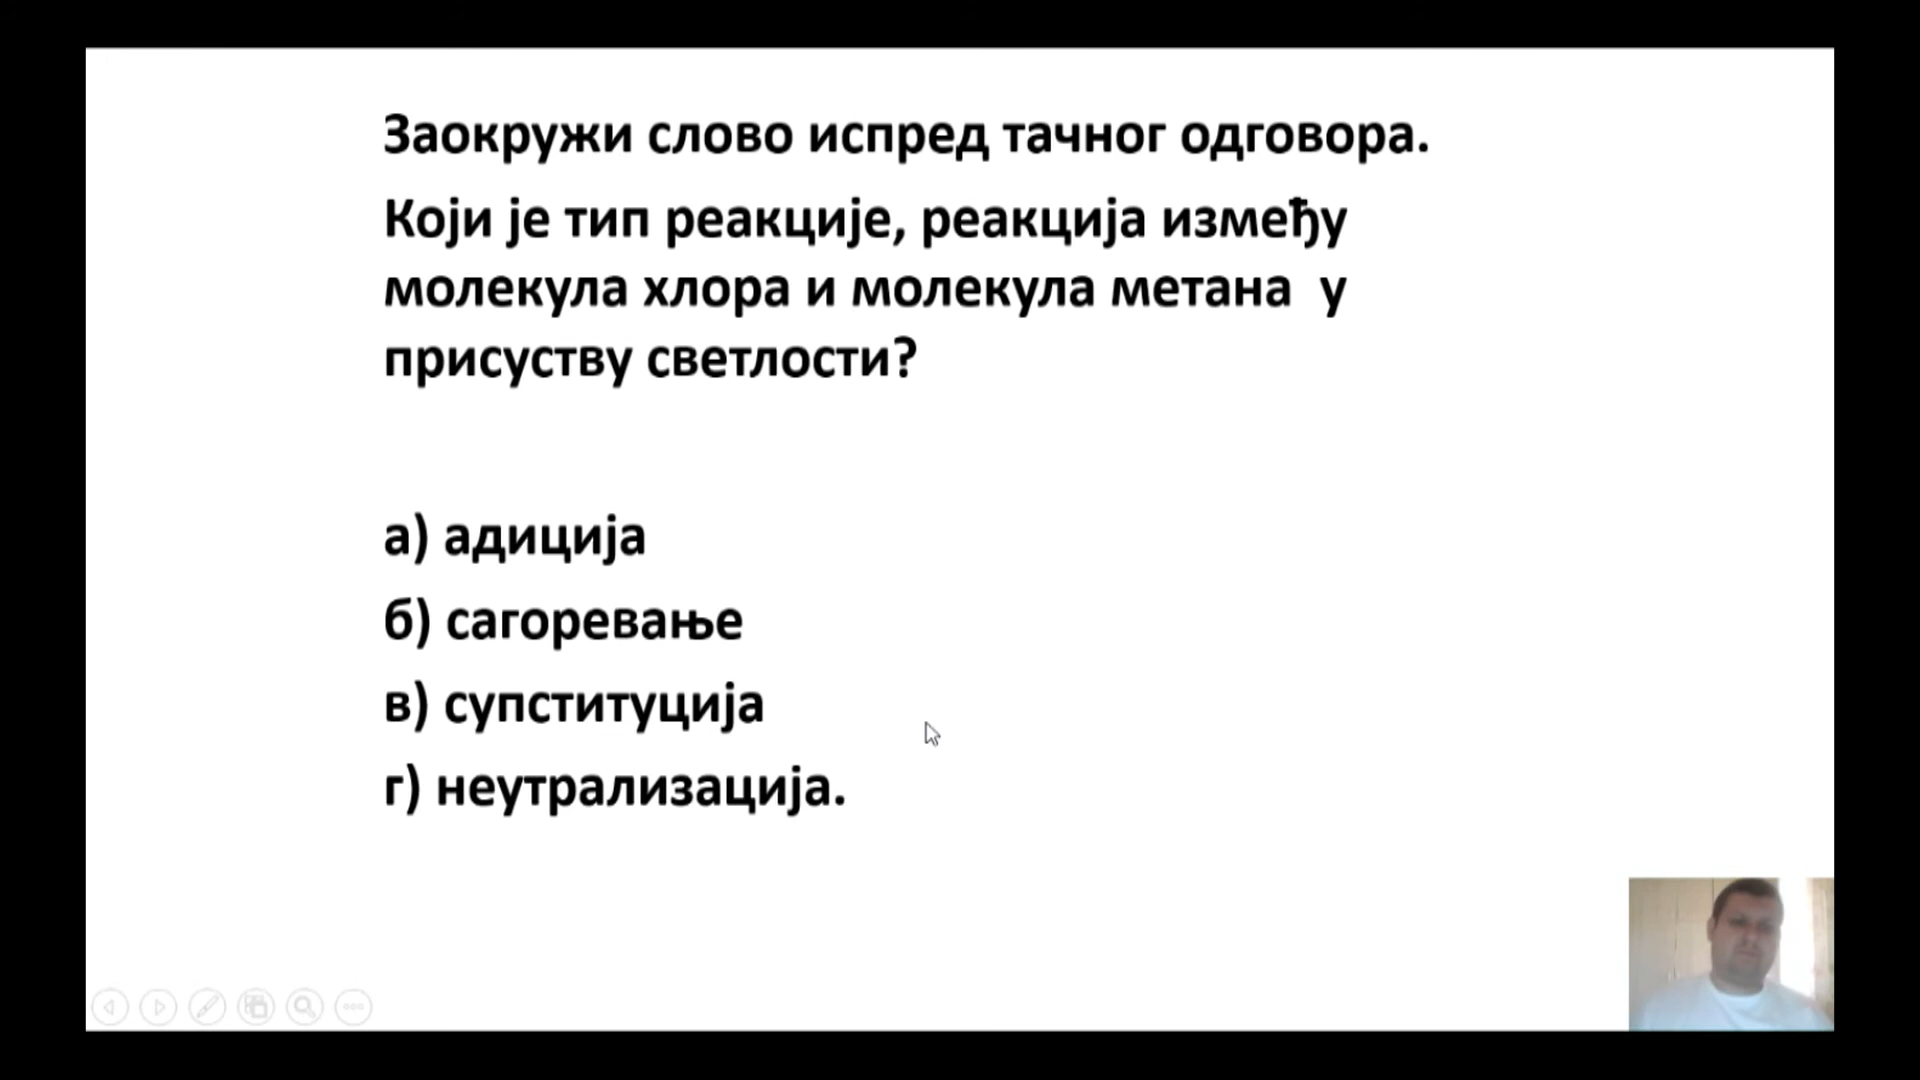 Заокружи слово испред тачног одговора.
Који је тип реакције, реакција између
молекула хлора и молекула метана у
присуству светлости?
а) адиција
б) сагоревање
в) супституција
г) неутрализација.